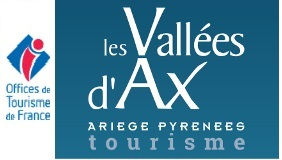 Offices de
Tourisme
de France
les Vallées
d'Ax
ARIEGE PYRENEES
tourisme